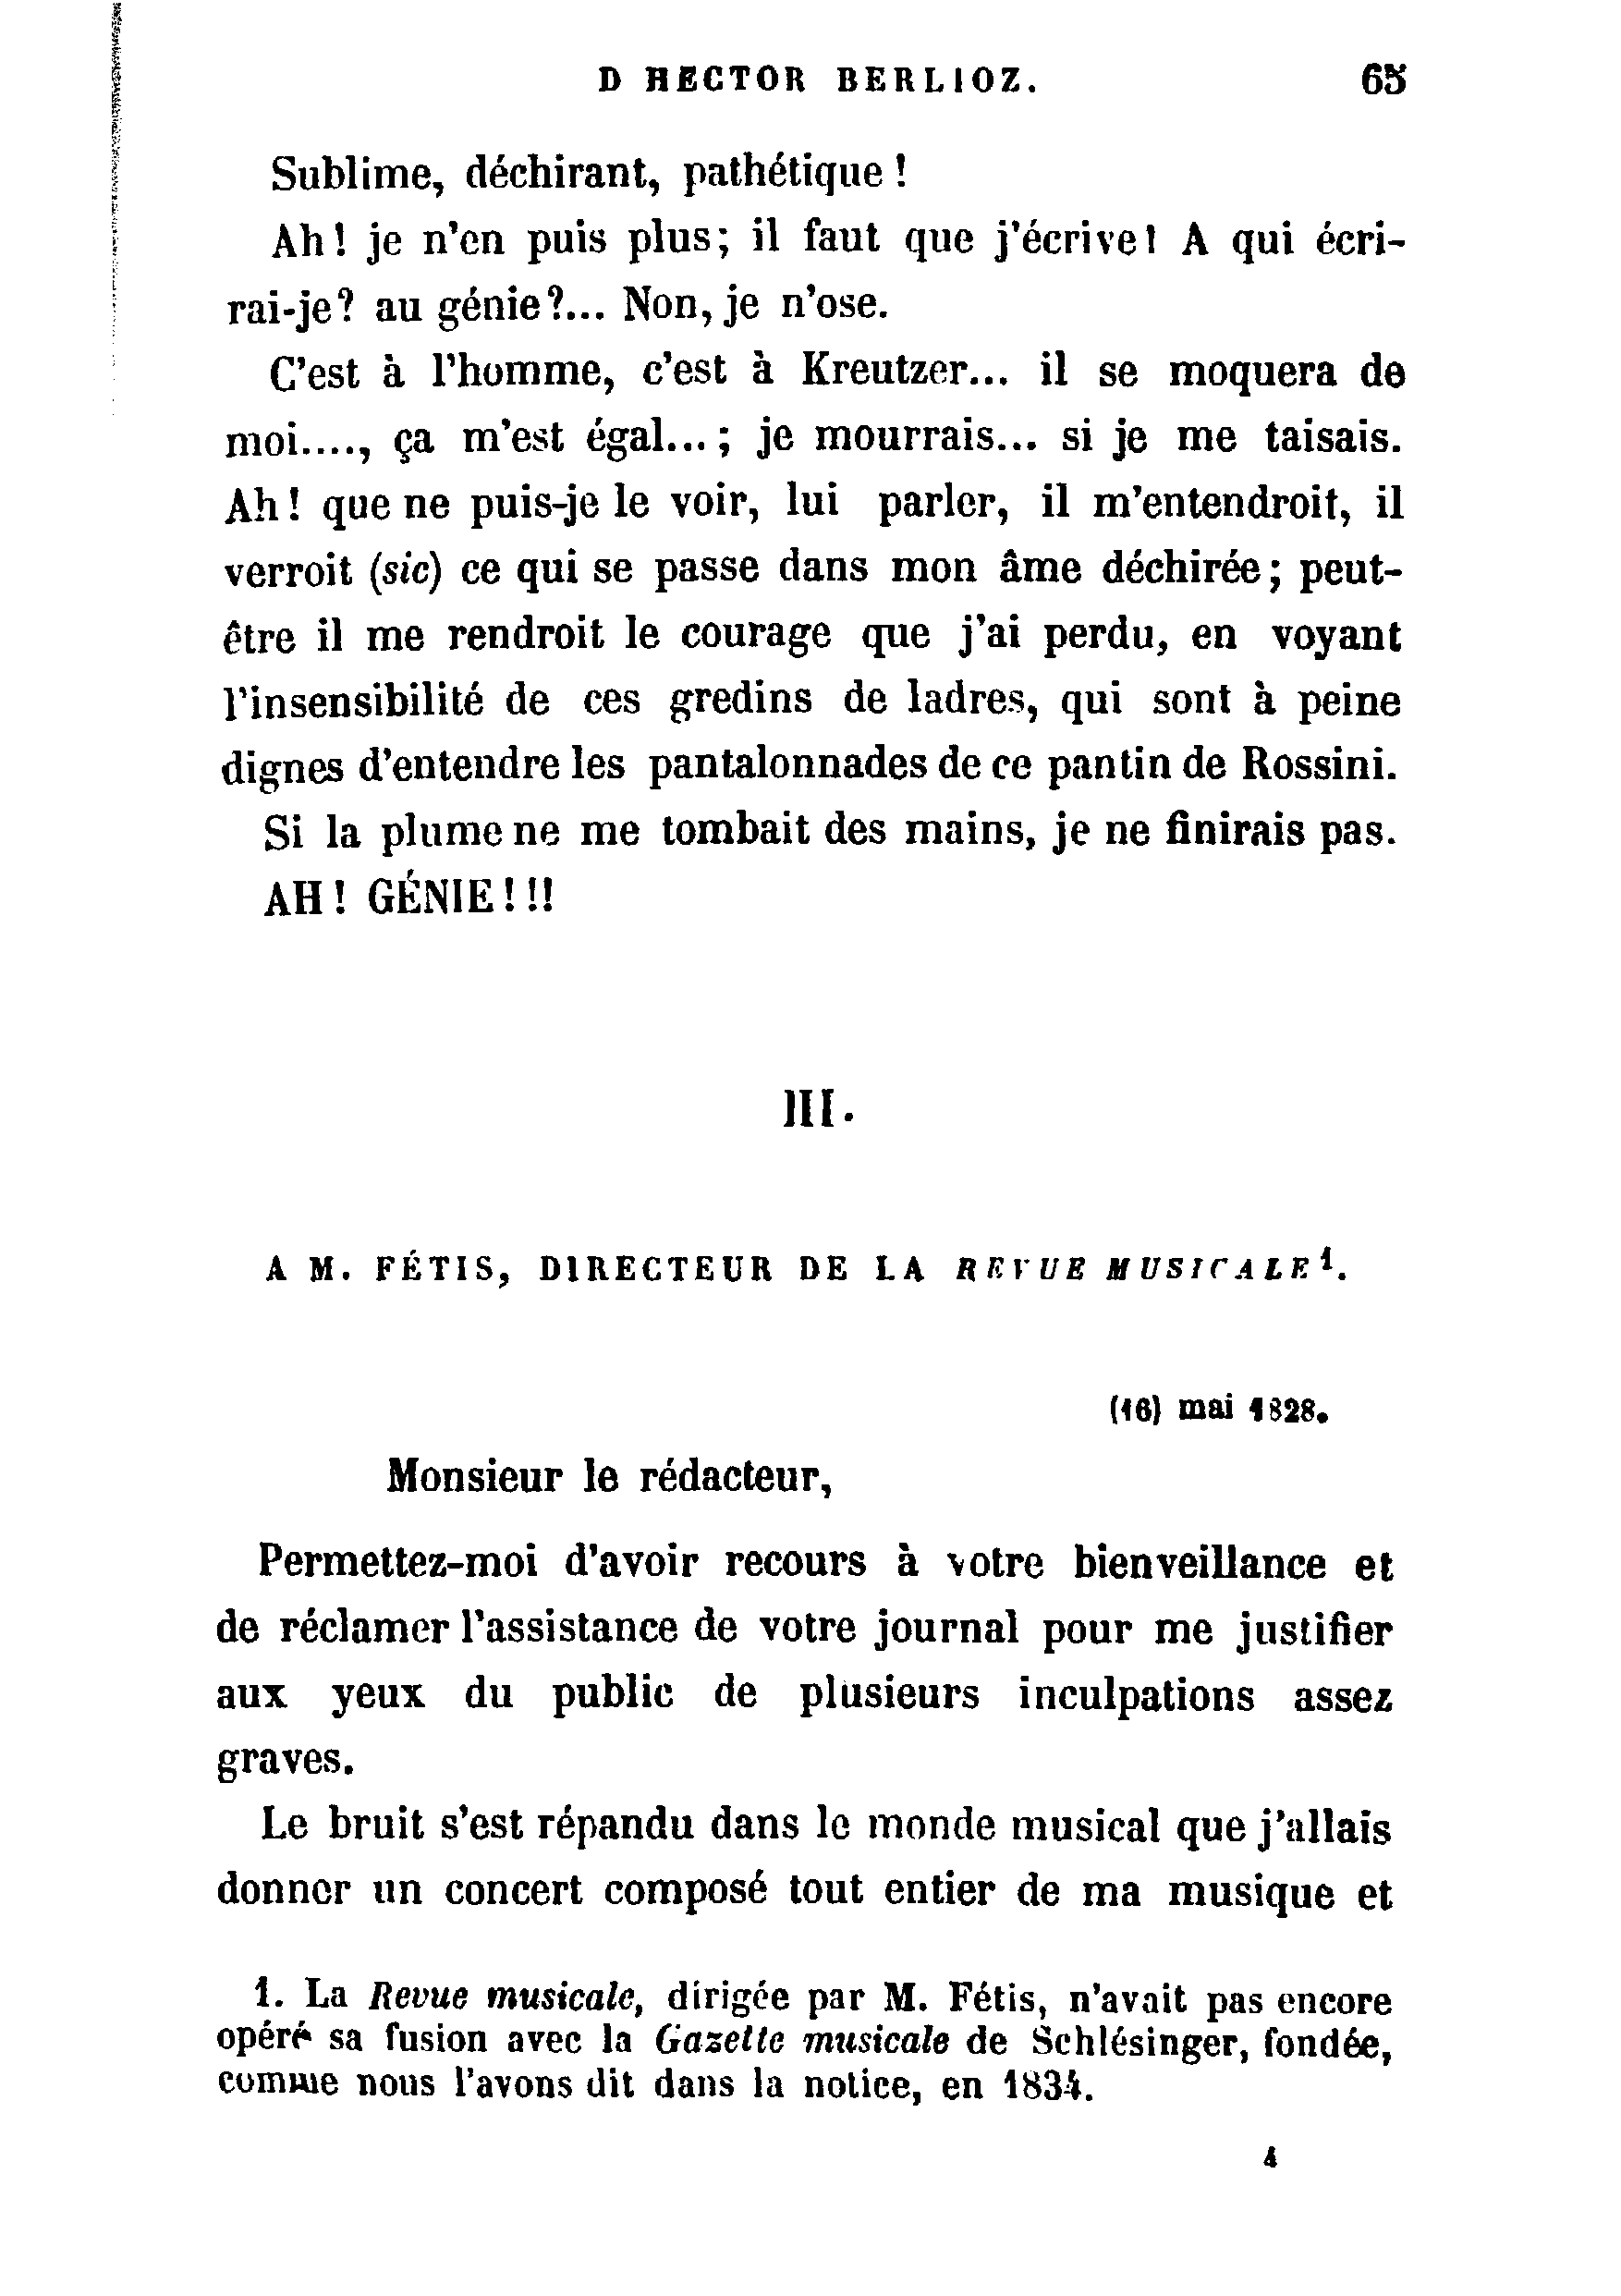 D HECTOR BERLIOZ. 65
Sublime, déchirant, pathétique !
Ah ! je n'en puis plus ; il faut que j'écrive ! A qui écri-
rai-je ? au génie ?... Non, je n'ose.
C'est à l'homme, c'est à Kreutzer... il se moquera de
moi...., ça m'est égal... ; je mourrais... si je me taisais.
Ah ! que ne puis-je le voir, lui parler, il m'entendroit, il
verroit (sic) ce qui se passe dans mon âme déchirée ; peut-
être il me rendroit le courage que j'ai perdu, en voyant
l'insensibilité de ces gredins de ladres, qui sont à peine
dignes d'entendre les pantalonnades de ce pantin de Rossini.
Si la plume ne me tombait des mains, je ne finirais pas.
AH ! GÉNIE ! !!
III.
A M. FÉTIS, DIRECTEUR DE LA REVUE MUSICALE¹.
(16) mai 1828.
Monsieur le rédacteur,
Permettez-moi d'avoir recours à votre bienveillance et
de réclamer l'assistance de votre journal pour me justifier
aux yeux du public de plusieurs inculpations assez
graves.
Le bruit s'est répandu dans le monde musical que j'allais
donner un concert composé tout entier de ma musique et
1. La Revue musicale, dirigée par M. Fétis, n'avait pas encore
opéré sa fusion avec la Gazette musicale de Schlésinger, fondée,
comme nous l'avons dit dans la notice, en 1834.
4